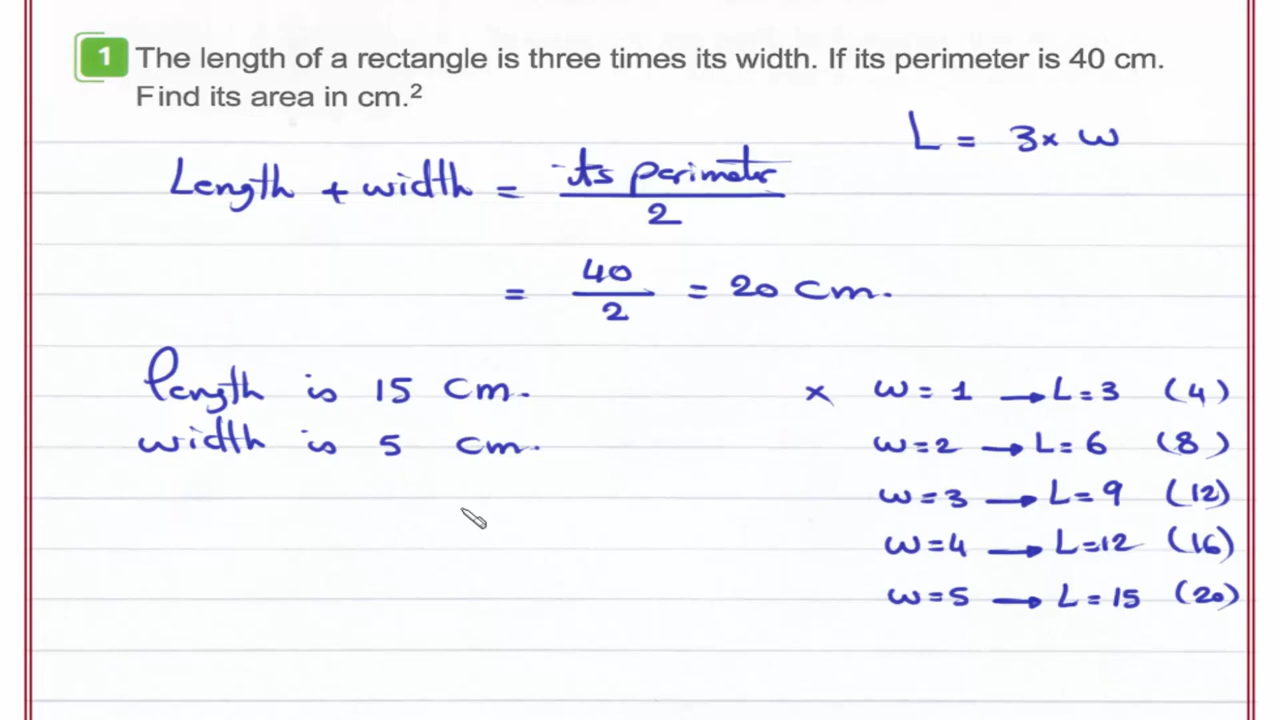 1 The length of a rectangle is three times its width. If its perimeter is 40 cm.
Find its area in cm.²
L = 3 × w
Length + width = its perimeter / 2
= 40 / 2 = 20 cm.
length is 15 cm.
width is 5 cm.
× w = 1 → L = 3 (4)
w = 2 → L = 6 (8)
w = 3 → L = 9 (12)
w = 4 → L = 12 (16)
w = 5 → L = 15 (20)